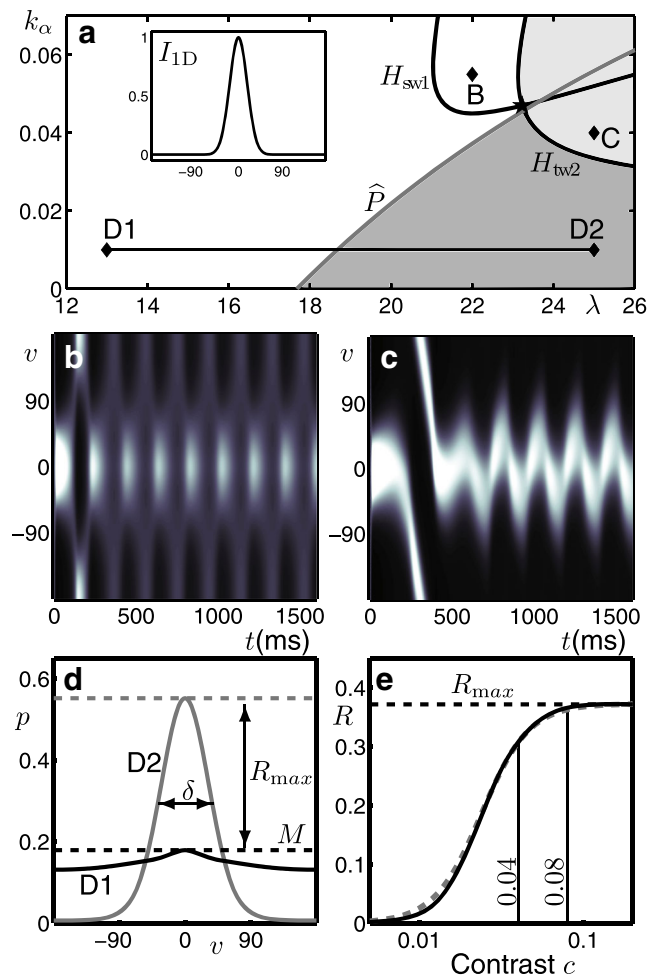 a
k_α
0.06
0.04
0.02
0
12 14 16 18 20 22 24 λ 26
I_1D
1
0.5
0
−90 0 90
H_sw1
B
C
H_tw2
P̂
D1
D2
b
v
90
0
−90
0 500 1000 1500
t(ms)
c
v
90
0
−90
0 500 1000 1500
t(ms)
d
0.6
p
0.4
0.2
0
−90 0 v 90
D2
δ
R_max
M
D1
e
0.4
R
0.3
0.2
0.1
0
R_max
0.04
0.08
0.01 0.1
Contrast c